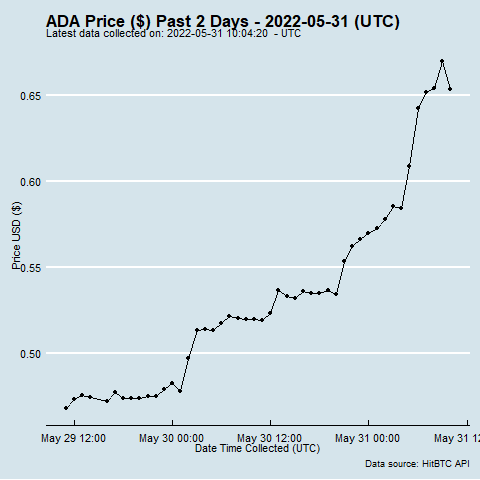 ADA Price ($) Past 2 Days - 2022-05-31 (UTC)
Latest data collected on: 2022-05-31 10:04:20 - UTC
0.65
0.60
0.55
0.50
Price USD ($)
May 29 12:00 May 30 00:00 May 30 12:00 May 31 00:00 May 31 12
Date Time Collected (UTC)
Data source: HitBTC API